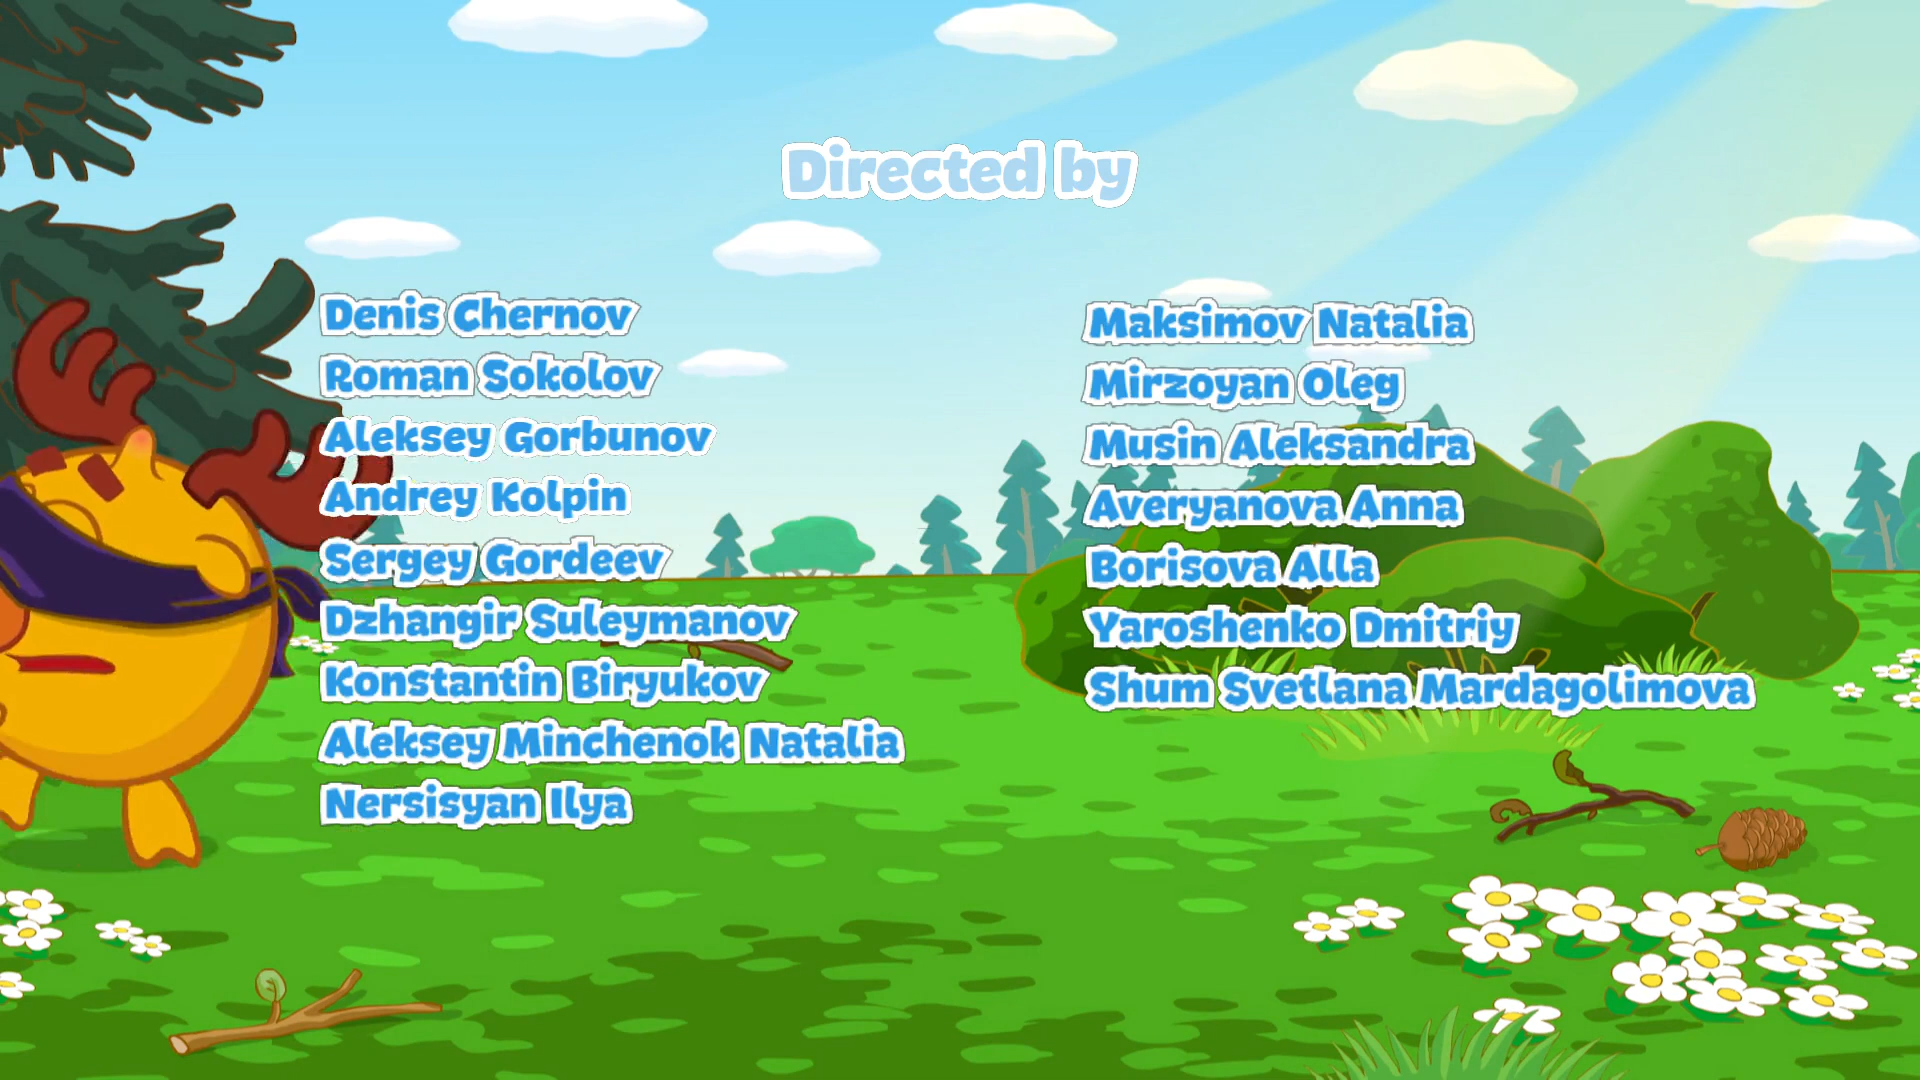 Directed by
Denis Chernov
Roman Sokolov
Aleksey Gorbunov
Andrey Kolpin
Sergey Gordeev
Dzhangir Suleymanov
Konstantin Biryukov
Aleksey Minchenok Natalia
Nersisyan Ilya
Maksimov Natalia
Mirzoyan Oleg
Musin Aleksandra
Averyanova Anna
Borisova Alla
Yaroshenko Dmitriy
Shum Svetlana Mardagolimova